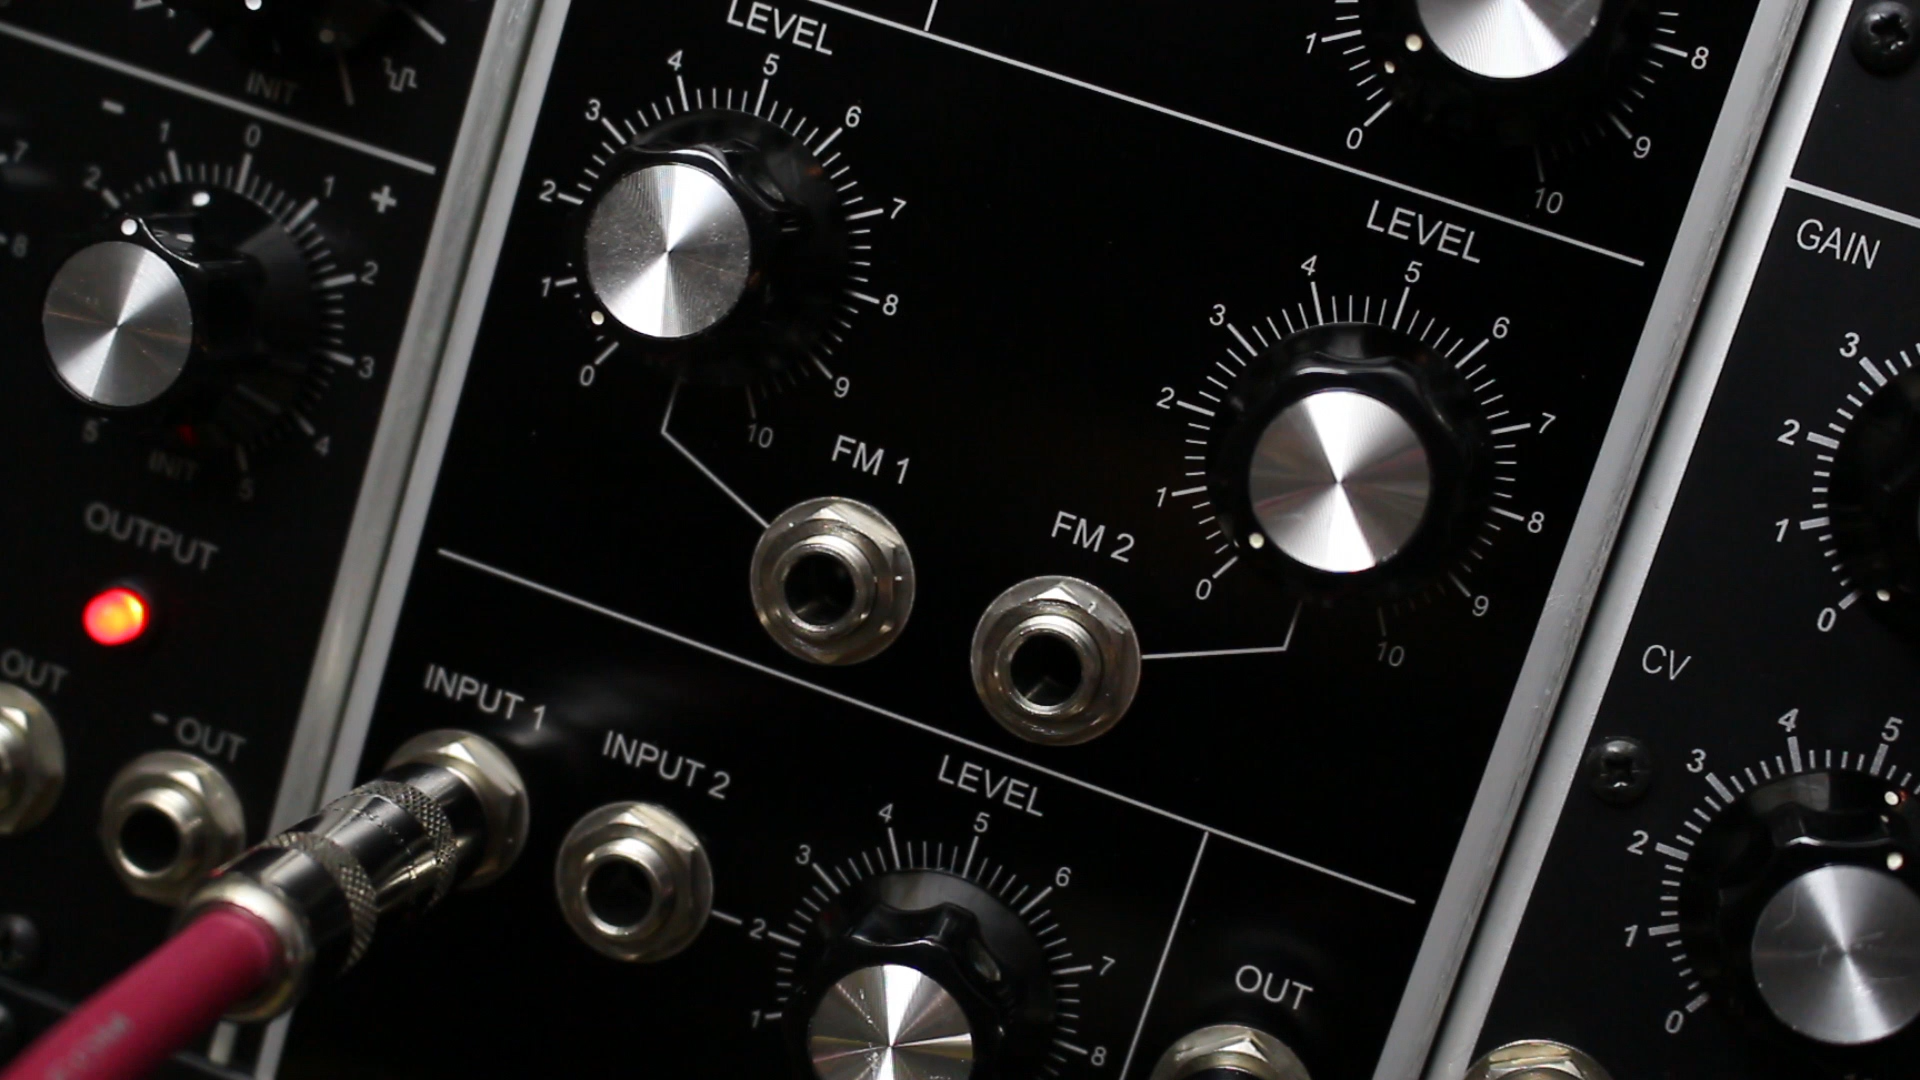 INIT
- 1 0 1 +
7 2 2
8 3
5 4
INIT 5
OUTPUT
OUT
- OUT
LEVEL
4 5
3 6
2 7
1 8
0 9
10
FM 1
1 8
0 9
10
LEVEL
4 5
3 6
2 7
1 8
0 9
10
FM 2
INPUT 1
INPUT 2
LEVEL
4 5
3 6
2 7
1 8
OUT
GAIN
3
2
1
0
CV
4 5
3
2
1
0